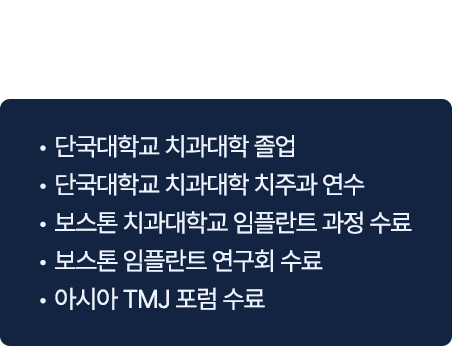 • 단국대학교 치과대학 졸업
• 단국대학교 치과대학 치주과 연수
• 보스톤 치과대학교 임플란트 과정 수료
• 보스톤 임플란트 연구회 수료
• 아시아 TMJ 포럼 수료